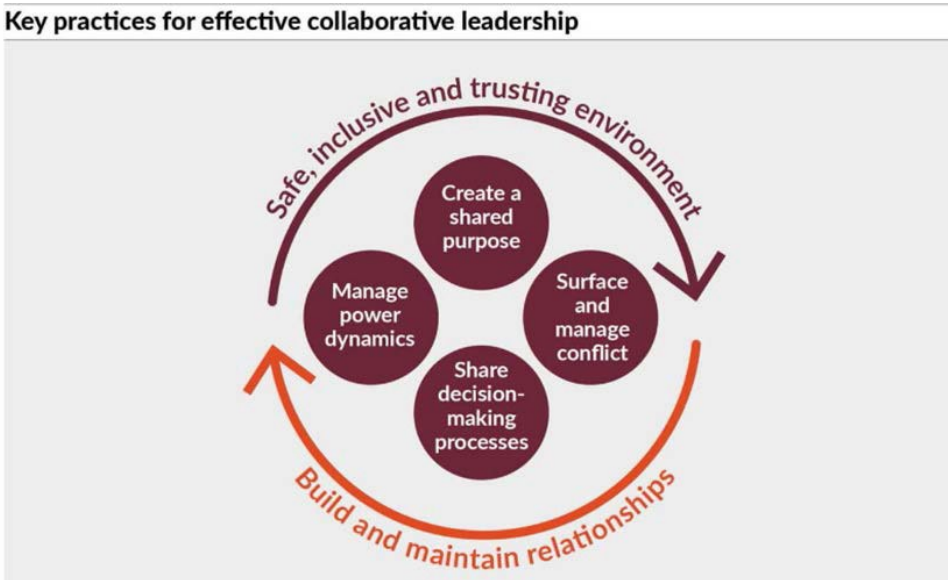 Key practices for effective collaborative leadership
Safe, inclusive and trusting environment
Create a
shared
purpose
Manage
power
dynamics
Surface
and
manage
conflict
Share
decision-
making
processes
Build and maintain relationships